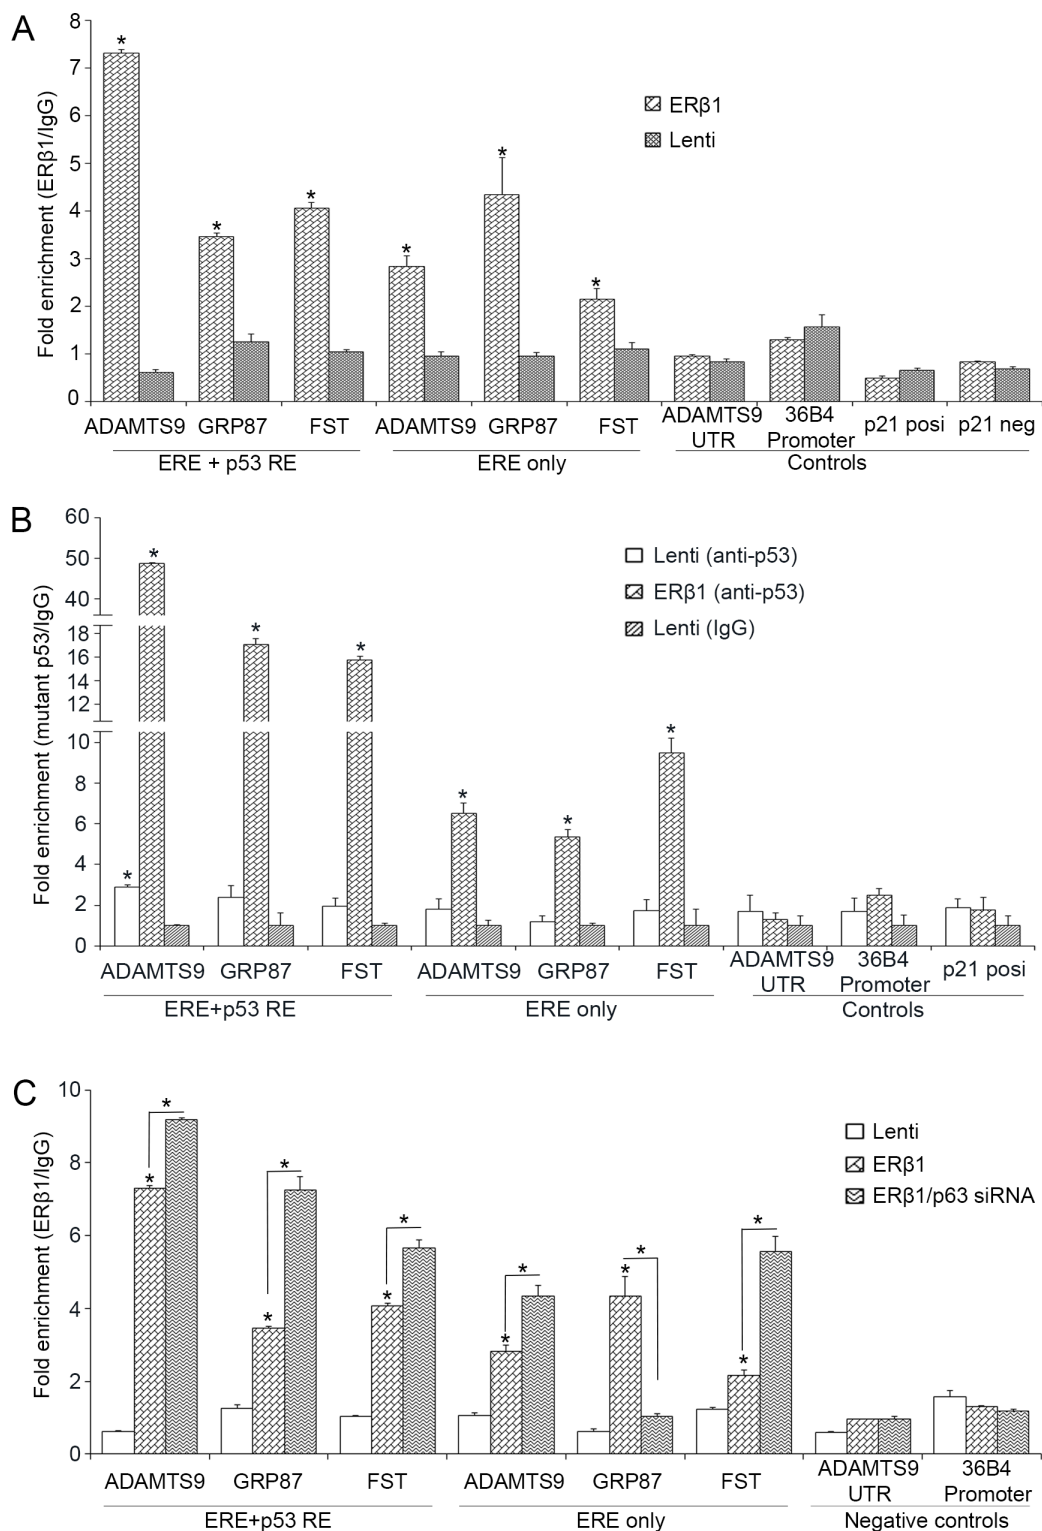 A
Fold enrichment (ERβ1/IgG)
8
7
6
5
4
3
2
1
0
ERβ1
Lenti
* * * * * *
ADAMTS9 GRP87 FST ADAMTS9 GRP87 FST ADAMTS9 UTR 36B4 Promoter p21 posi p21 neg
ERE + p53 RE ERE only Controls
B
Fold enrichment (mutant p53/IgG)
60
50
40
18
16
14
12
10
8
6
4
2
0
Lenti (anti-p53)
ERβ1 (anti-p53)
Lenti (IgG)
* * * * * * *
ADAMTS9 GRP87 FST ADAMTS9 GRP87 FST ADAMTS9 UTR 36B4 Promoter p21 posi
ERE+p53 RE ERE only Controls
C
Fold enrichment (ERβ1/IgG)
10
8
6
4
2
0
Lenti
ERβ1
ERβ1/p63 siRNA
* * * * * * * * * * * *
ADAMTS9 GRP87 FST ADAMTS9 GRP87 FST ADAMTS9 UTR 36B4 Promoter
ERE+p53 RE ERE only Negative controls